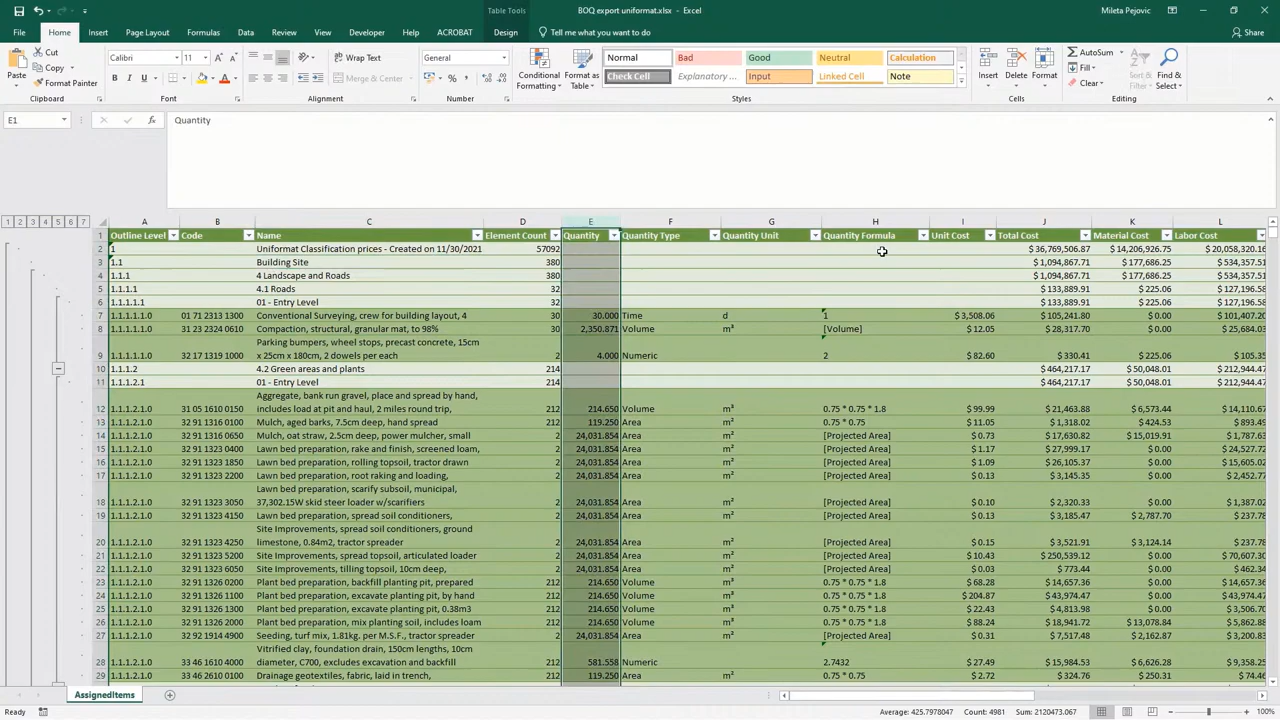 Table Tools
BOQ export uniformat.xlsx - Excel
Mileta Pejovic
File Home Insert Page Layout Formulas Data Review View Developer Help ACROBAT Design Tell me what you want to do Share
Paste
Cut
Copy
Format Painter
Clipboard
Calibri 11
B I U
Font
Wrap Text
Merge & Center
Alignment
General
$ %
Number
Conditional Formatting
Format as Table
Normal Bad Good Neutral Calculation
Check Cell Explanatory ... Input Linked Cell Note
Styles
Insert Delete Format
Cells
AutoSum
Fill
Clear
Sort & Filter
Find & Select
Editing
E1 fx Quantity
1 2 3 4 5 6 7 A B C D E F G H I J K L
1 Outline Level Code Name Element Count Quantity Quantity Type Quantity Unit Quantity Formula Unit Cost Total Cost Material Cost Labor Cost
2 1 Uniformat Classification prices - Created on 11/30/2021 57092 $ 36,769,506.87 $ 14,206,926.75 $ 20,058,320.18
3 1.1 Building Site 380 $ 1,094,867.71 $ 177,686.25 $ 534,357.51
4 1.1.1 4 Landscape and Roads 380 $ 1,094,867.71 $ 177,686.25 $ 534,357.51
5 1.1.1.1 4.1 Roads 32 $ 133,889.91 $ 225.06 $ 127,196.58
6 1.1.1.1.1 01 - Entry Level 32 $ 133,889.91 $ 225.06 $ 127,196.58
7 1.1.1.1.1.0 01 71 2313 1300 Conventional Surveying, crew for building layout, 4 30 30.000 Time d 1 $ 3,508.06 $ 105,241.80 $ 0.00 $ 101,407.20
8 1.1.1.1.1.0 31 23 2324 0610 Compaction, structural, granular mat, to 98% 30 2,350.871 Volume m³ [Volume] $ 12.05 $ 28,317.70 $ 0.00 $ 25,684.03
Parking bumpers, wheel stops, precast concrete, 15cm
9 1.1.1.1.1.0 32 17 1319 1000 x 25cm x 180cm, 2 dowels per each 2 4.000 Numeric 2 $ 82.60 $ 330.41 $ 225.06 $ 105.35
10 1.1.1.2 4.2 Green areas and plants 214 $ 464,217.17 $ 50,048.01 $ 212,944.47
11 1.1.1.2.1 01 - Entry Level 214 $ 464,217.17 $ 50,048.01 $ 212,944.47
Aggregate, bank run gravel, place and spread by hand,
12 1.1.1.2.1.0 31 05 1610 0150 includes load at pit and haul, 2 miles round trip, 212 214.650 Volume m³ 0.75 * 0.75 * 1.8 $ 99.99 $ 21,463.88 $ 6,573.44 $ 14,110.67
13 1.1.1.2.1.0 32 91 1316 0100 Mulch, aged barks, 7.5cm deep, hand spread 212 119.250 Area m² 0.75 * 0.75 $ 11.05 $ 1,318.02 $ 424.53 $ 893.49
14 1.1.1.2.1.0 32 91 1316 0650 Mulch, oat straw, 2.5cm deep, power mulcher, small 2 24,031.854 Area m² [Projected Area] $ 0.73 $ 17,630.82 $ 15,019.91 $ 1,787.63
15 1.1.1.2.1.0 32 91 1323 0400 Lawn bed preparation, rake and finish, screened loam, 2 24,031.854 Area m² [Projected Area] $ 1.17 $ 27,999.17 $ 0.00 $ 24,527.72
16 1.1.1.2.1.0 32 91 1323 1850 Lawn bed preparation, rolling topsoil, tractor drawn 2 24,031.854 Area m² [Projected Area] $ 1.09 $ 26,105.37 $ 0.00 $ 15,605.02
17 1.1.1.2.1.0 32 91 1323 2200 Lawn bed preparation, root raking and loading, 2 24,031.854 Area m² [Projected Area] $ 0.13 $ 3,145.35 $ 0.00 $ 2,452.77
Lawn bed preparation, scarify subsoil, municipal,
18 1.1.1.2.1.0 32 91 1323 3050 37,302.15W skid steer loader w/scarifiers 2 24,031.854 Area m² [Projected Area] $ 0.10 $ 2,320.33 $ 0.00 $ 1,387.02
19 1.1.1.2.1.0 32 91 1323 4150 Lawn bed preparation, spread soil conditioners, 2 24,031.854 Area m² [Projected Area] $ 0.13 $ 3,185.47 $ 2,787.70 $ 237.78
Site Improvements, spread soil conditioners, ground
20 1.1.1.2.1.0 32 91 1323 4250 limestone, 0.84m2, tractor spreader 2 24,031.854 Area m² [Projected Area] $ 0.15 $ 3,521.91 $ 3,124.14 $ 237.78
21 1.1.1.2.1.0 32 91 1323 5200 Site Improvements, spread topsoil, articulated loader 2 24,031.854 Area m² [Projected Area] $ 10.43 $ 250,539.12 $ 0.00 $ 70,607.30
22 1.1.1.2.1.0 32 91 1323 6100 Site Improvements, tilling topsoil, 10cm deep, 2 24,031.854 Area m² [Projected Area] $ 0.03 $ 773.44 $ 0.00 $ 462.34
23 1.1.1.2.1.0 32 91 1326 0200 Plant bed preparation, backfill planting pit, prepared 212 214.650 Volume m³ 0.75 * 0.75 * 1.8 $ 68.28 $ 14,657.36 $ 0.00 $ 14,657.36
24 1.1.1.2.1.0 32 91 1326 1000 Plant bed preparation, excavate planting pit, by hand 212 214.650 Volume m³ 0.75 * 0.75 * 1.8 $ 204.87 $ 43,974.47 $ 0.00 $ 43,974.47
25 1.1.1.2.1.0 32 91 1326 1300 Plant bed preparation, excavate planting pit, 0.38m3 212 214.650 Volume m³ 0.75 * 0.75 * 1.8 $ 22.43 $ 4,813.98 $ 0.00 $ 3,506.70
26 1.1.1.2.1.0 32 91 1326 2000 Plant bed preparation, mix planting soil, includes loam 212 214.650 Volume m³ 0.75 * 0.75 * 1.8 $ 88.24 $ 18,941.72 $ 13,078.84 $ 5,862.88
27 1.1.1.2.1.0 32 92 1914 4900 Seeding, turf mix, 1.81kg. per M.S.F., tractor spreader 2 24,031.854 Area m² [Projected Area] $ 0.31 $ 7,517.48 $ 2,162.87 $ 3,200.85
Vitrified clay, foundation drain, 150cm lengths, 10cm
28 1.1.1.2.1.0 33 46 1610 4000 diameter, C700, excludes excavation and backfill 212 581.558 Numeric 2.7432 $ 27.49 $ 15,984.53 $ 6,626.28 $ 9,358.25
29 1.1.1.2.1.0 33 46 2610 0100 Drainage geotextiles, fabric, laid in trench, 212 119.250 Area m² 0.75 * 0.75 $ 2.72 $ 324.76 $ 250.31 $ 74.46
AssignedItems
Average: 425.7978047 Count: 4981 Sum: 2120473.067 100%